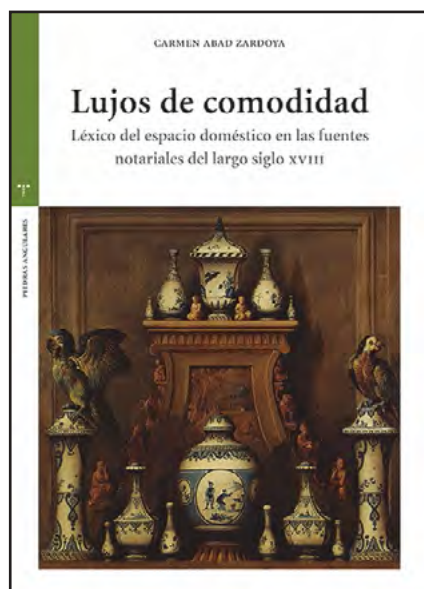 CARMEN ABAD ZARDOYA
Lujos de comodidad
Léxico del espacio doméstico en las fuentes
notariales del largo siglo XVIII
T
PIEDRAS ANGULARES